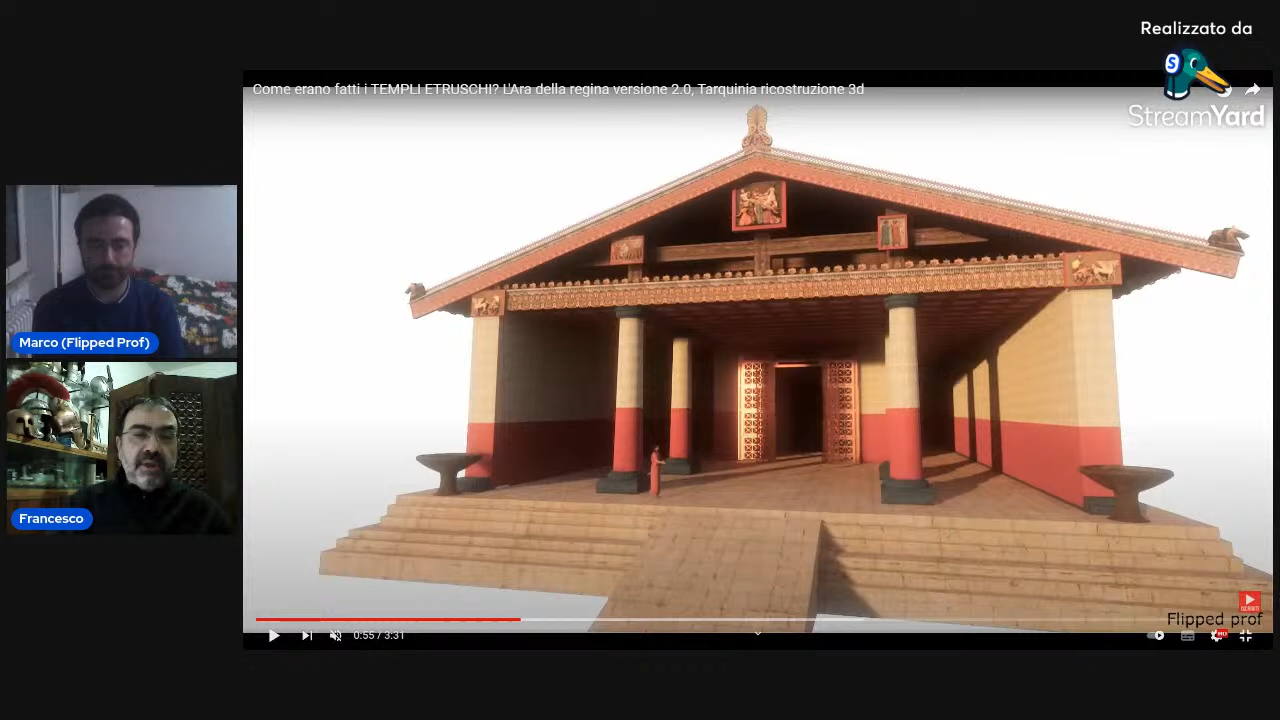 Realizzato da
StreamYard
Come erano fatti i TEMPLI ETRUSCHI? L'Ara della regina versione 2.0, Tarquinia ricostruzione 3d
Marco (Flipped Prof)
Francesco
Flipped prof
0:55 / 3:31
HD